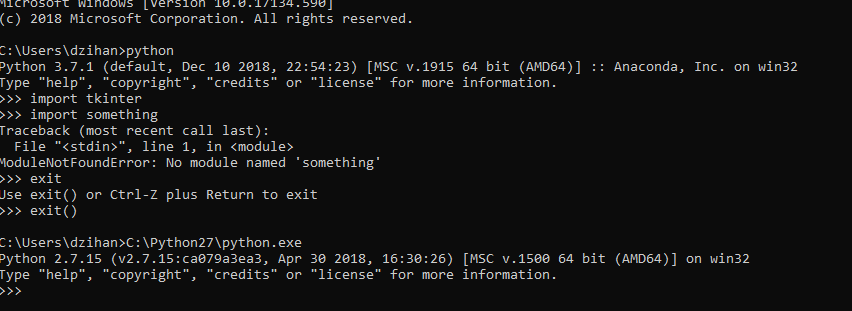 Microsoft Windows [Version 10.0.17134.590]
(c) 2018 Microsoft Corporation. All rights reserved.
C:\Users\dzihan>python
Python 3.7.1 (default, Dec 10 2018, 22:54:23) [MSC v.1915 64 bit (AMD64)] :: Anaconda, Inc. on win32
Type "help", "copyright", "credits" or "license" for more information.
>>> import tkinter
>>> import something
Traceback (most recent call last):
  File "<stdin>", line 1, in <module>
ModuleNotFoundError: No module named 'something'
>>> exit
Use exit() or Ctrl-Z plus Return to exit
>>> exit()
C:\Users\dzihan>C:\Python27\python.exe
Python 2.7.15 (v2.7.15:ca079a3ea3, Apr 30 2018, 16:30:26) [MSC v.1500 64 bit (AMD64)] on win32
Type "help", "copyright", "credits" or "license" for more information.
>>>